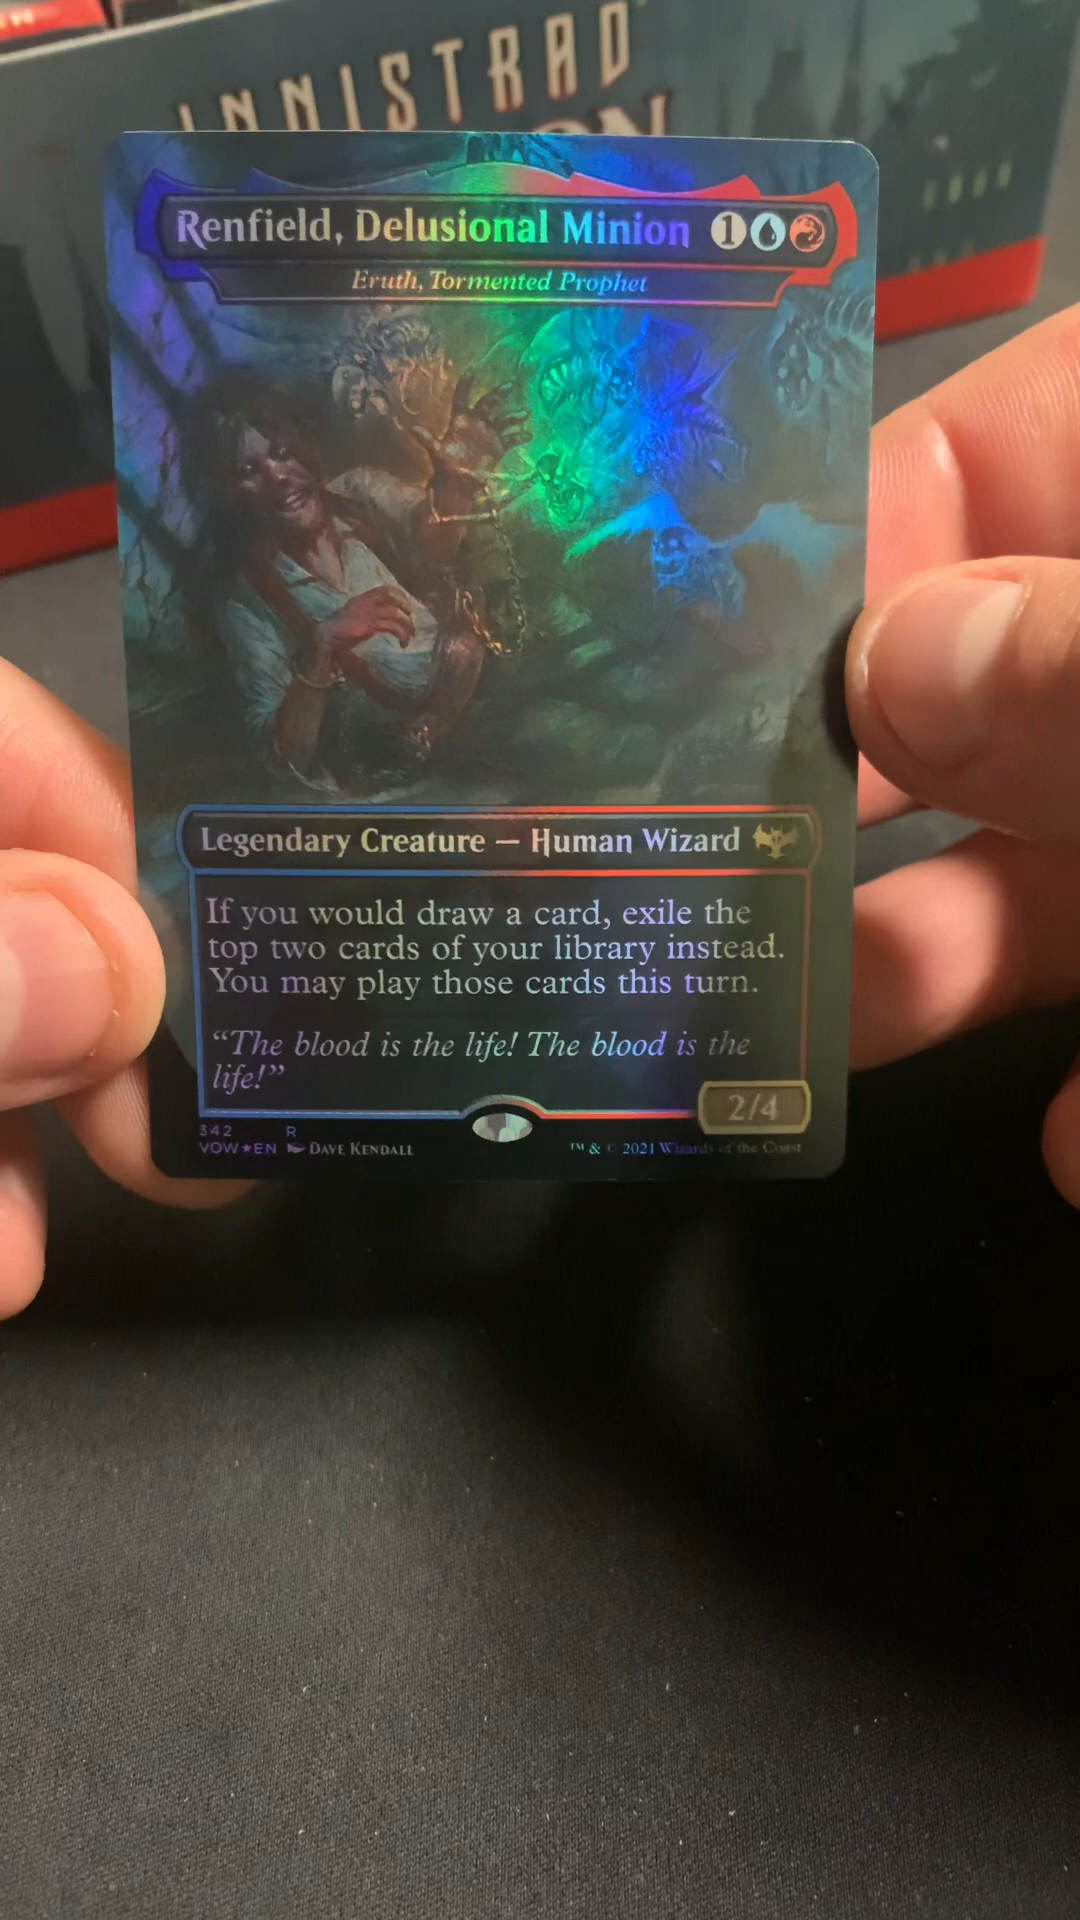 INNISTRAD
Renfield, Delusional Minion 1
Eruth, Tormented Prophet
Legendary Creature — Human Wizard
If you would draw a card, exile the
top two cards of your library instead.
You may play those cards this turn.
“The blood is the life! The blood is the
life!”
2/4
342 R
VOW★EN DAVE KENDALL
™ & © 2021 Wizards of the Coast